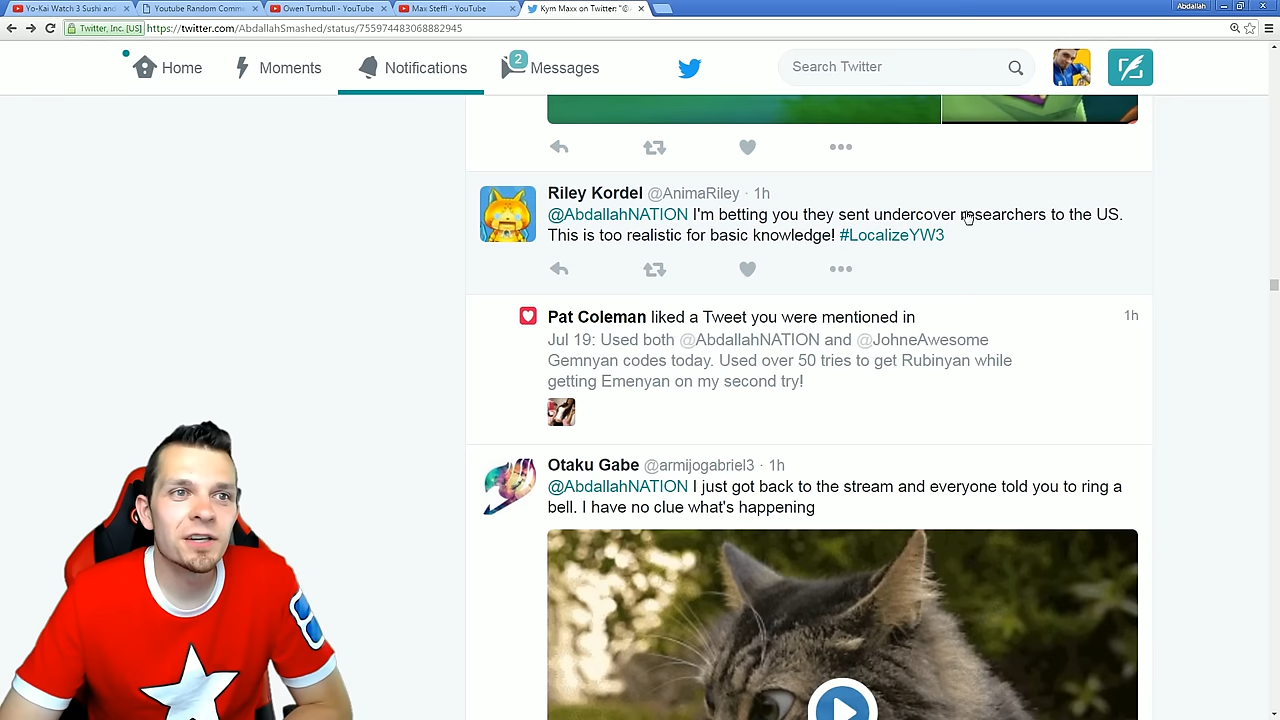 Yo-Kai Watch 3 Sushi and
Youtube Random Comme
Owen Turnbull - YouTube
Max Steffl - YouTube
Kym Maxx on Twitter: "@
Abdallah
Twitter, Inc. [US]
https://twitter.com/AbdallahSmashed/status/755974483068882945
Home
Moments
Notifications
2
Messages
Search Twitter
Riley Kordel @AnimaRiley · 1h
@AbdallahNATION I'm betting you they sent undercover researchers to the US.
This is too realistic for basic knowledge! #LocalizeYW3
Pat Coleman liked a Tweet you were mentioned in
1h
Jul 19: Used both @AbdallahNATION and @JohneAwesome
Gemnyan codes today. Used over 50 tries to get Rubinyan while
getting Emenyan on my second try!
Otaku Gabe @armijogabriel3 · 1h
@AbdallahNATION I just got back to the stream and everyone told you to ring a
bell. I have no clue what's happening